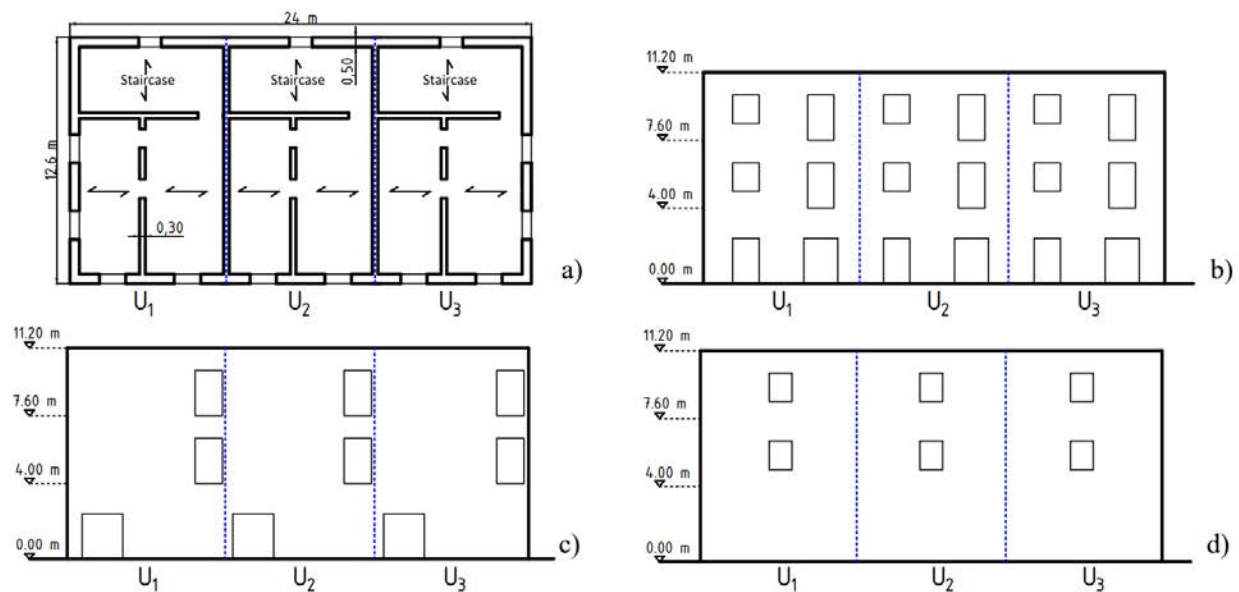 24 m
Staircase Staircase Staircase
0,50
12.6 m
0,30
a)
U₁ U₂ U₃
11.20 m
7.60 m
4.00 m
0.00 m
b)
U₁ U₂ U₃
11.20 m
7.60 m
4.00 m
0.00 m
c)
U₁ U₂ U₃
11.20 m
7.60 m
4.00 m
0.00 m
d)
U₁ U₂ U₃